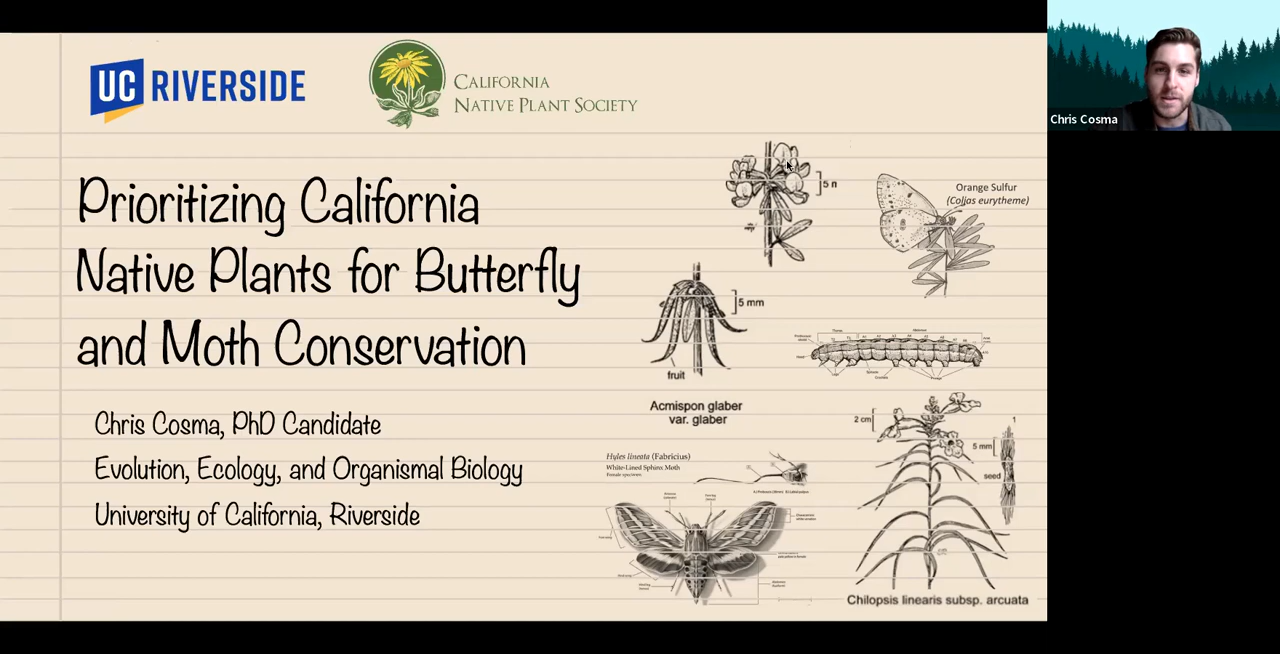 UC RIVERSIDE
CALIFORNIA
NATIVE PLANT SOCIETY
Chris Cosma
Prioritizing California
Native Plants for Butterfly
and Moth Conservation
Chris Cosma, PhD Candidate
Evolution, Ecology, and Organismal Biology
University of California, Riverside
5 n
Orange Sulfur
(Colias eurytheme)
5 mm
fruit
Acmispon glaber
var. glaber
2 cm
1
5 mm
seed
Hyles lineata (Fabricius)
White-Lined Sphinx Moth
Female specimen
Chilopsis linearis subsp. arcuata